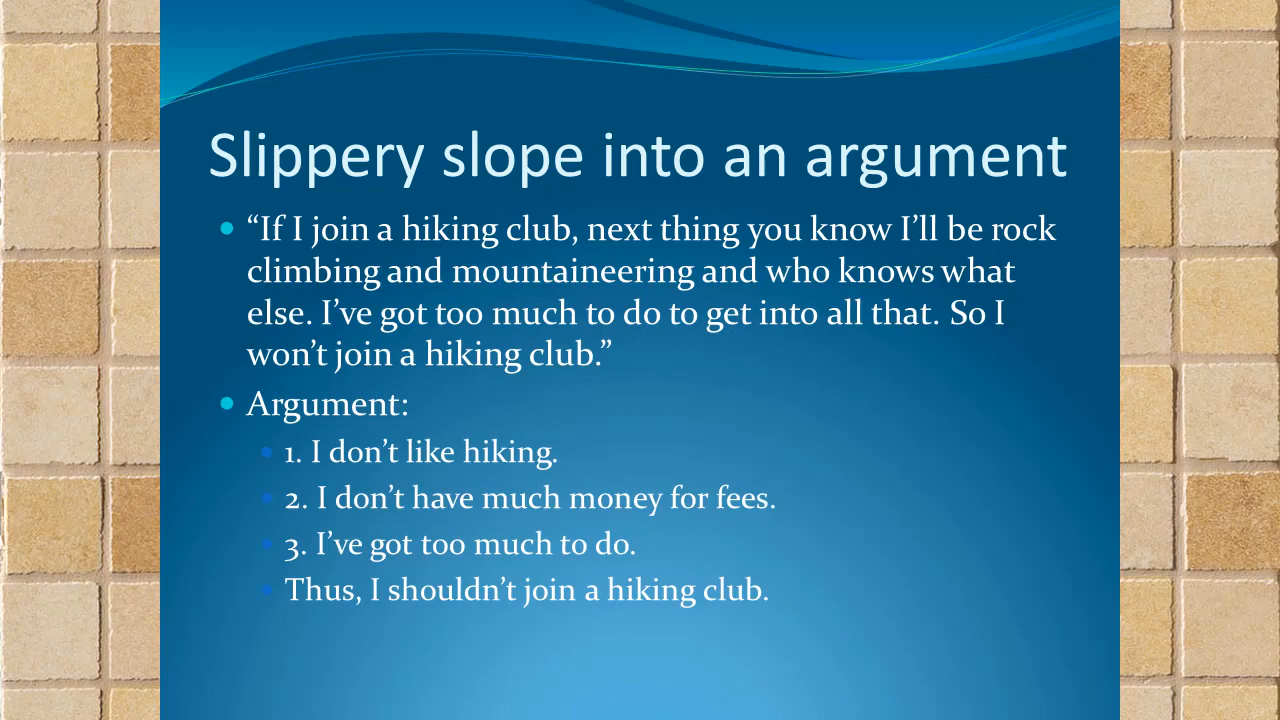 Slippery slope into an argument
• “If I join a hiking club, next thing you know I’ll be rock
climbing and mountaineering and who knows what
else. I’ve got too much to do to get into all that. So I
won’t join a hiking club.”
• Argument:
• 1. I don’t like hiking.
• 2. I don’t have much money for fees.
• 3. I’ve got too much to do.
• Thus, I shouldn’t join a hiking club.